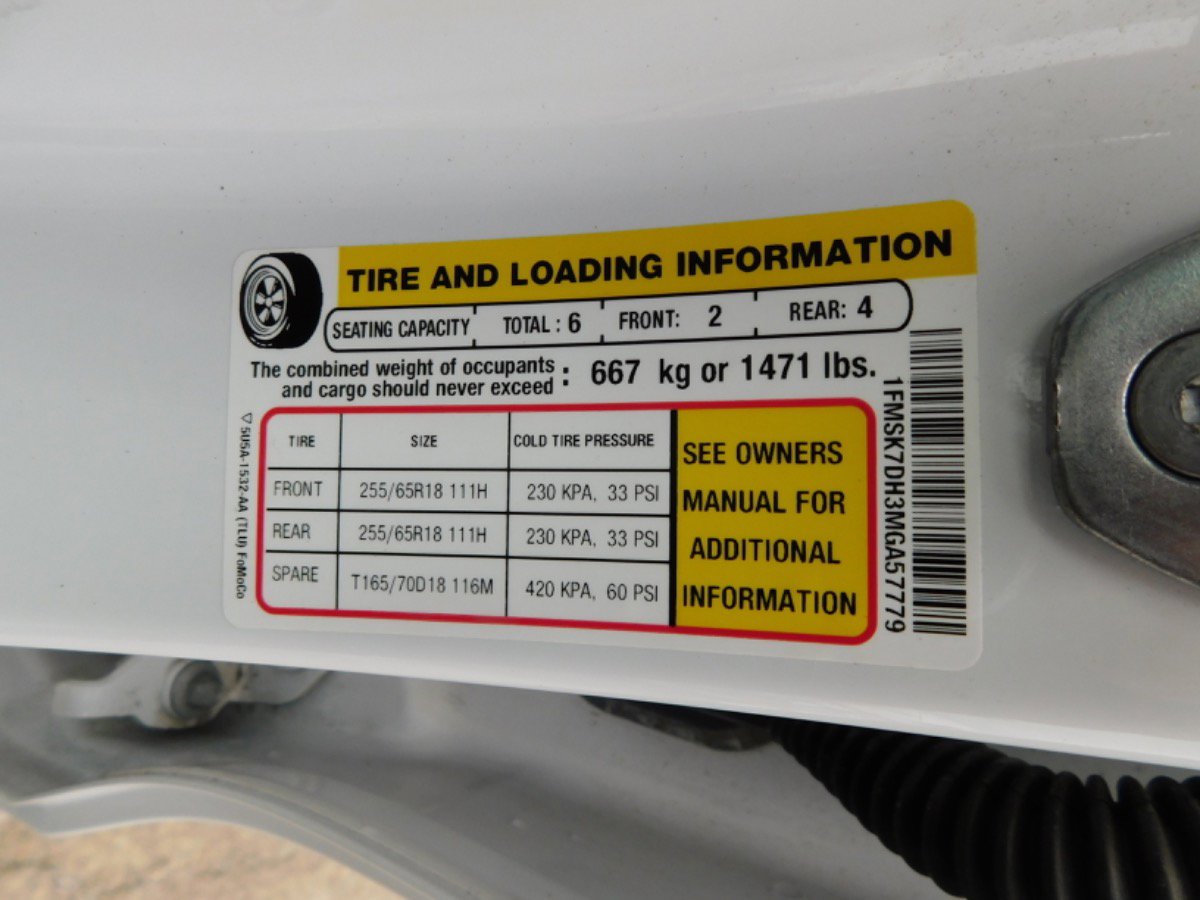 TIRE AND LOADING INFORMATION
SEATING CAPACITY TOTAL : 6 FRONT: 2 REAR: 4
The combined weight of occupants
and cargo should never exceed : 667 kg or 1471 lbs.
TIRE SIZE COLD TIRE PRESSURE
FRONT 255/65R18 111H 230 KPA, 33 PSI
REAR 255/65R18 111H 230 KPA, 33 PSI
SPARE T165/70D18 116M 420 KPA, 60 PSI
SEE OWNERS
MANUAL FOR
ADDITIONAL
INFORMATION
5U5A-1532-AA (TLU) FoMoCo
1FMSK7DH3MGA57779